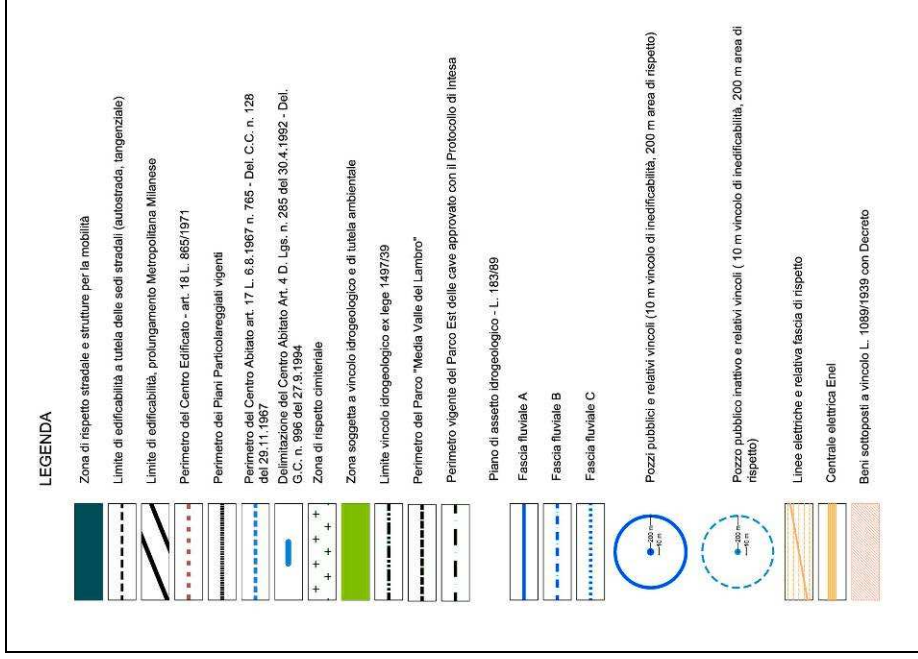 LEGENDA
Zona di rispetto stradale e strutture per la mobilità
Limite di edificabilità a tutela delle sedi stradali (autostrada, tangenziale)
Limite di edificabilità, prolungamento Metropolitana Milanese
Perimetro del Centro Edificato - art. 18 L. 865/1971
Perimetro dei Piani Particolareggiati vigenti
Perimetro del Centro Abitato art. 17 L. 6.8.1967 n. 765 - Del. C.C. n. 128
del 29.11.1967
Delimitazione del Centro Abitato Art. 4 D. Lgs. n. 285 del 30.4.1992 - Del.
G.C. n. 996 del 27.9.1994
Zona di rispetto cimiteriale
Zona soggetta a vincolo idrogeologico e di tutela ambientale
Limite vincolo idrogeologico ex lege 1497/39
Perimetro del Parco "Media Valle del Lambro"
Perimetro vigente del Parco Est delle cave approvato con il Protocollo di Intesa
Piano di assetto idrogeologico - L. 183/89
Fascia fluviale A
Fascia fluviale B
Fascia fluviale C
200 m
10 m
Pozzi pubblici e relativi vincoli (10 m vincolo di inedificabilità, 200 m area di rispetto)
200 m
10 m
Pozzo pubblico inattivo e relativi vincoli ( 10 m vincolo di inedificabilità, 200 m area di
rispetto)
Linee elettriche e relativa fascia di rispetto
Centrale elettrica Enel
Beni sottoposti a vincolo L. 1089/1939 con Decreto